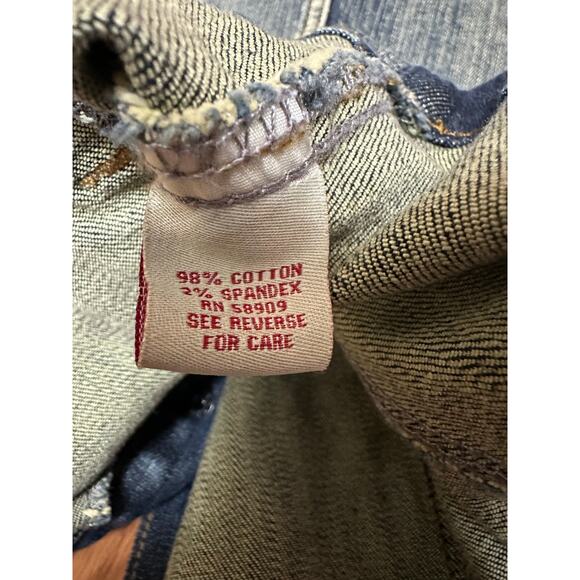 98% COTTON
2% SPANDEX
RN 58909
SEE REVERSE
FOR CARE